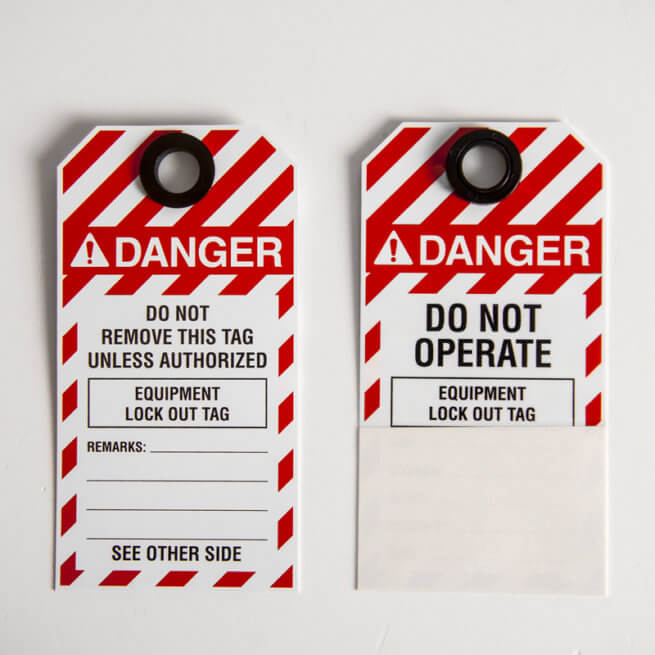 DANGER
DO NOT
REMOVE THIS TAG
UNLESS AUTHORIZED
EQUIPMENT
LOCK OUT TAG
REMARKS:
SEE OTHER SIDE
DANGER
DO NOT
OPERATE
EQUIPMENT
LOCK OUT TAG